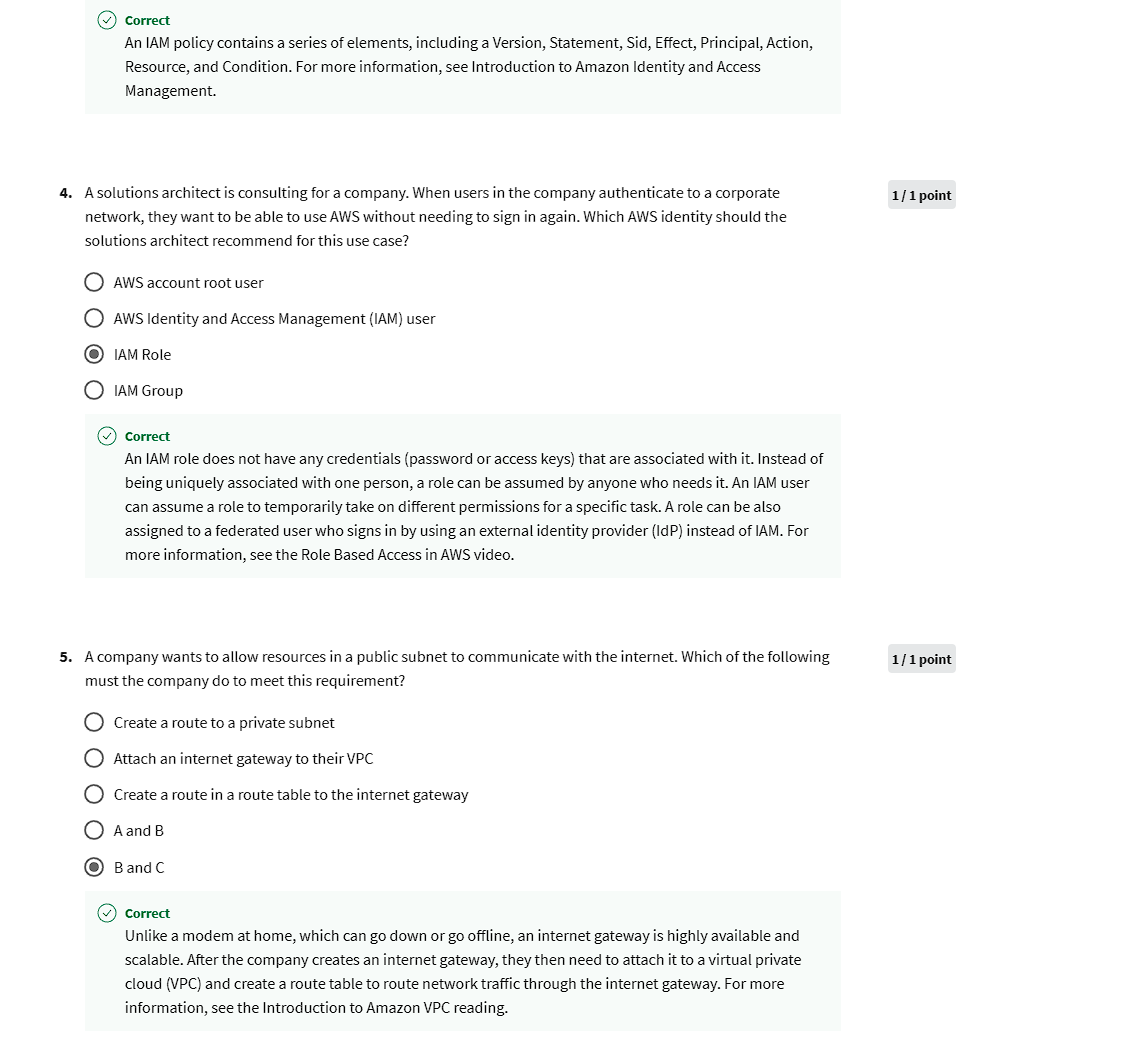 Correct
An IAM policy contains a series of elements, including a Version, Statement, Sid, Effect, Principal, Action,
Resource, and Condition. For more information, see Introduction to Amazon Identity and Access
Management.
4. A solutions architect is consulting for a company. When users in the company authenticate to a corporate
network, they want to be able to use AWS without needing to sign in again. Which AWS identity should the
solutions architect recommend for this use case?
1 / 1 point
AWS account root user
AWS Identity and Access Management (IAM) user
IAM Role
IAM Group
Correct
An IAM role does not have any credentials (password or access keys) that are associated with it. Instead of
being uniquely associated with one person, a role can be assumed by anyone who needs it. An IAM user
can assume a role to temporarily take on different permissions for a specific task. A role can be also
assigned to a federated user who signs in by using an external identity provider (IdP) instead of IAM. For
more information, see the Role Based Access in AWS video.
5. A company wants to allow resources in a public subnet to communicate with the internet. Which of the following
must the company do to meet this requirement?
1 / 1 point
Create a route to a private subnet
Attach an internet gateway to their VPC
Create a route in a route table to the internet gateway
A and B
B and C
Correct
Unlike a modem at home, which can go down or go offline, an internet gateway is highly available and
scalable. After the company creates an internet gateway, they then need to attach it to a virtual private
cloud (VPC) and create a route table to route network traffic through the internet gateway. For more
information, see the Introduction to Amazon VPC reading.